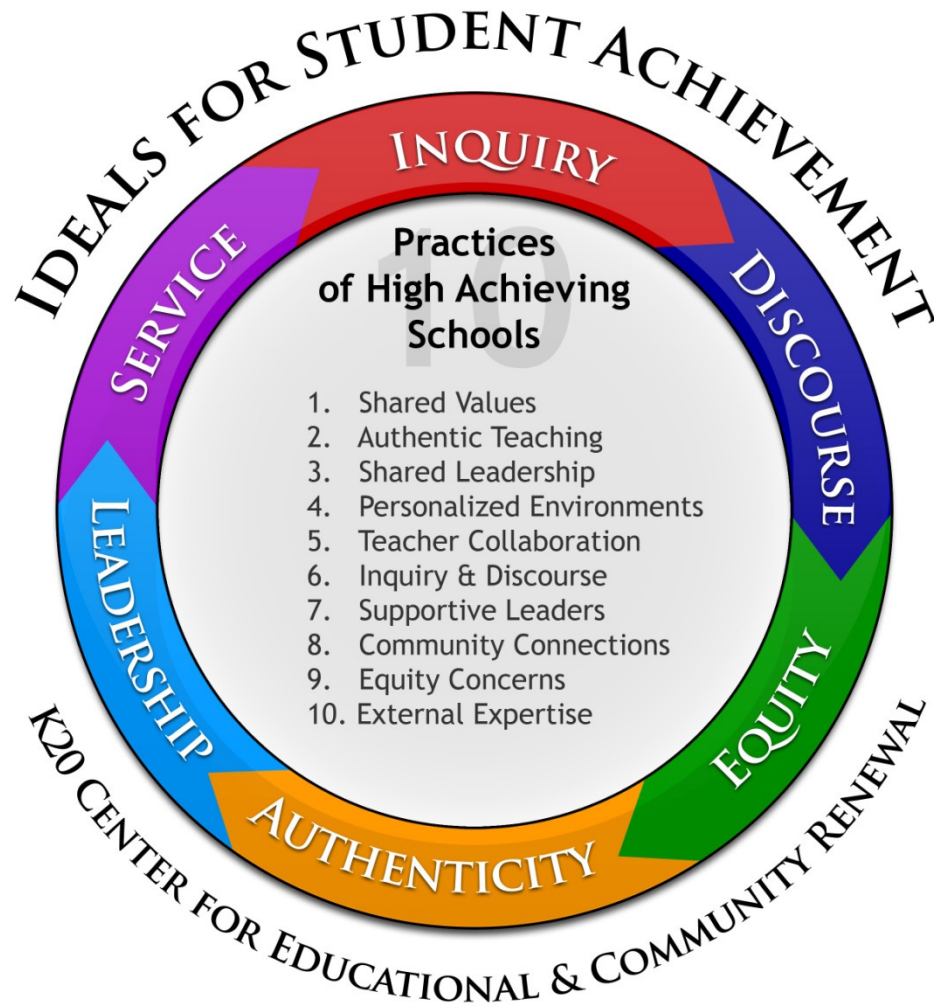 IDEALS FOR STUDENT ACHIEVEMENT
INQUIRY
DISCOURSE
EQUITY
AUTHENTICITY
LEADERSHIP
SERVICE
10
Practices
of High Achieving
Schools
1. Shared Values
2. Authentic Teaching
3. Shared Leadership
4. Personalized Environments
5. Teacher Collaboration
6. Inquiry & Discourse
7. Supportive Leaders
8. Community Connections
9. Equity Concerns
10. External Expertise
K20 CENTER FOR EDUCATIONAL & COMMUNITY RENEWAL